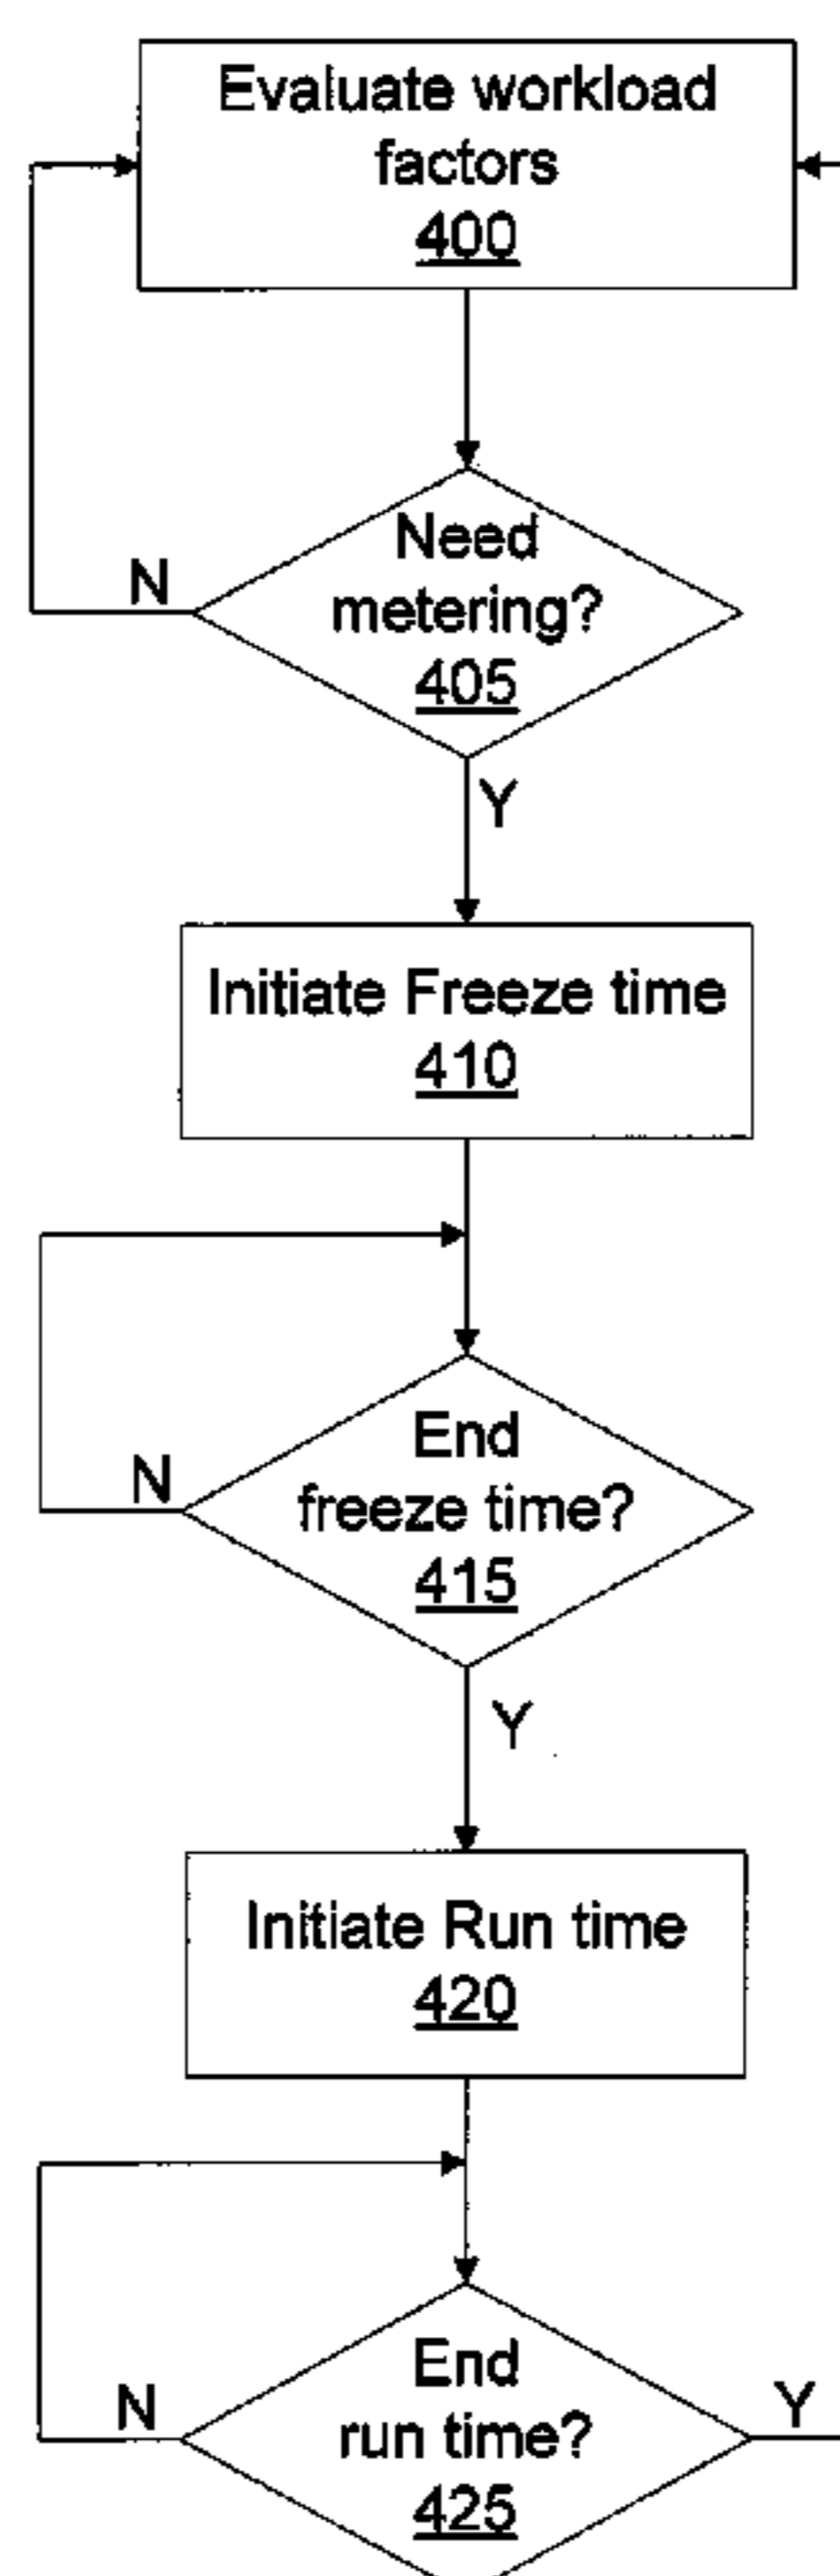 Evaluate workload
factors
400
Need
metering?
405
N
Y
Initiate Freeze time
410
End
freeze time?
415
N
Y
Initiate Run time
420
End
run time?
425
N
Y